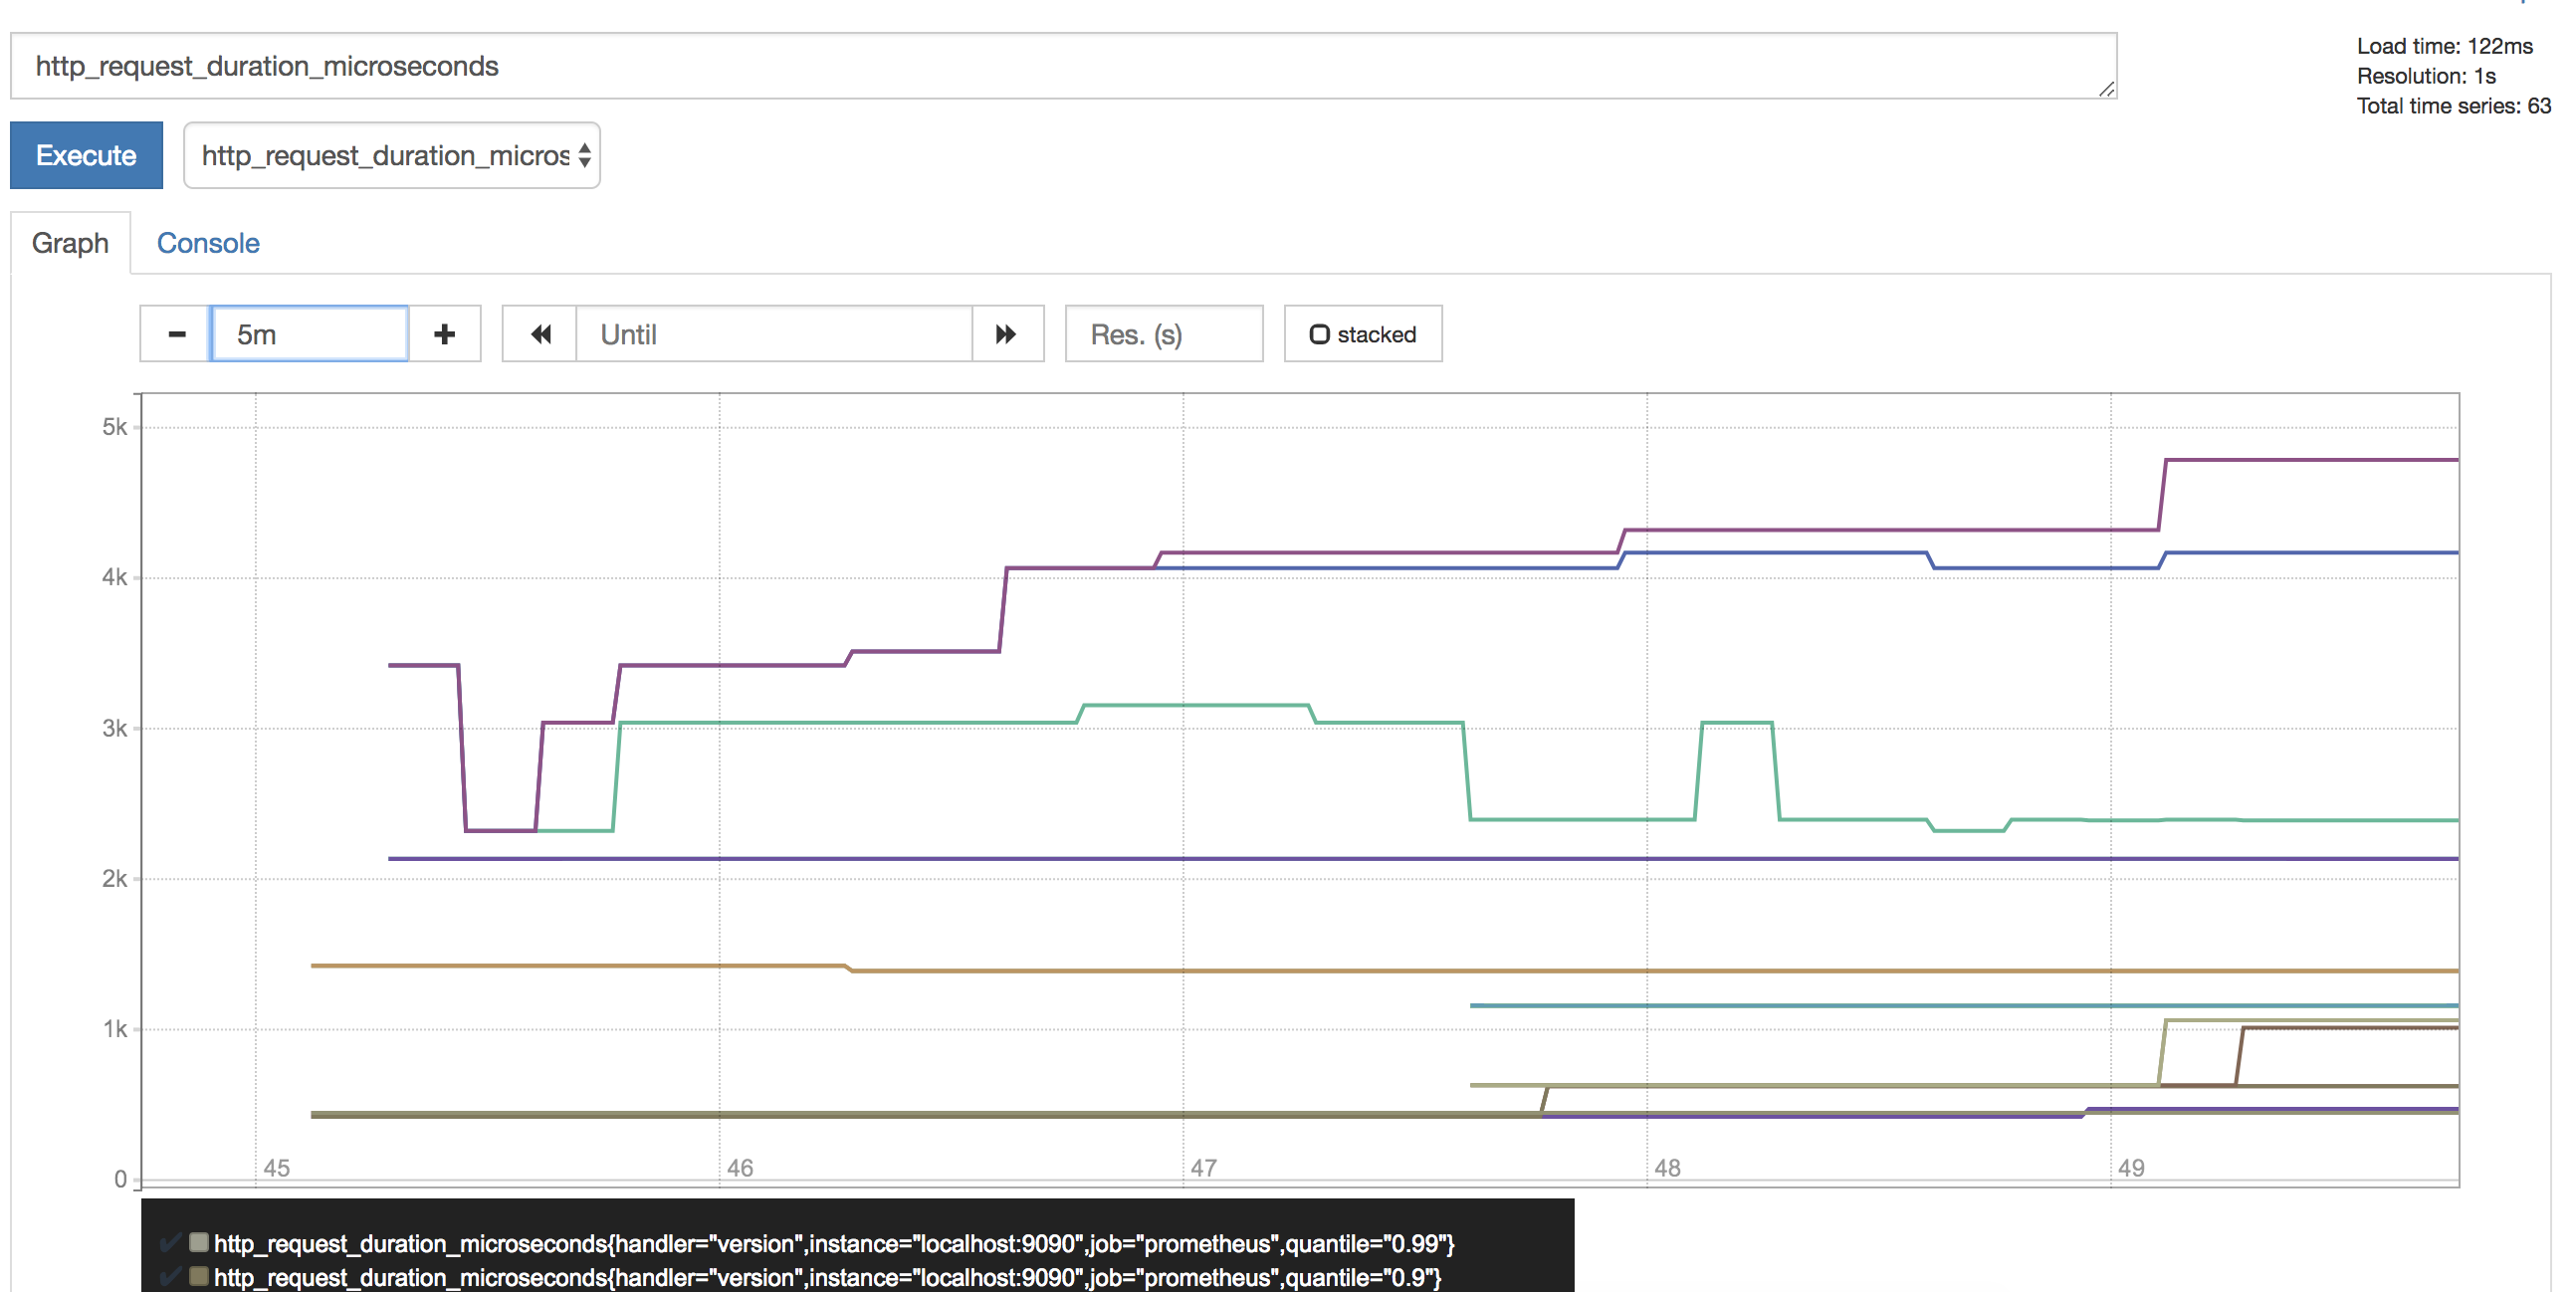 http_request_duration_microseconds
Load time: 122ms
Resolution: 1s
Total time series: 63
Execute
http_request_duration_micros
Graph
Console
5m
Until
Res. (s)
stacked
5k
4k
3k
2k
1k
0
45
46
47
48
49
http_request_duration_microseconds{handler="version",instance="localhost:9090",job="prometheus",quantile="0.99"}
http_request_duration_microseconds{handler="version",instance="localhost:9090",job="prometheus",quantile="0.9"}